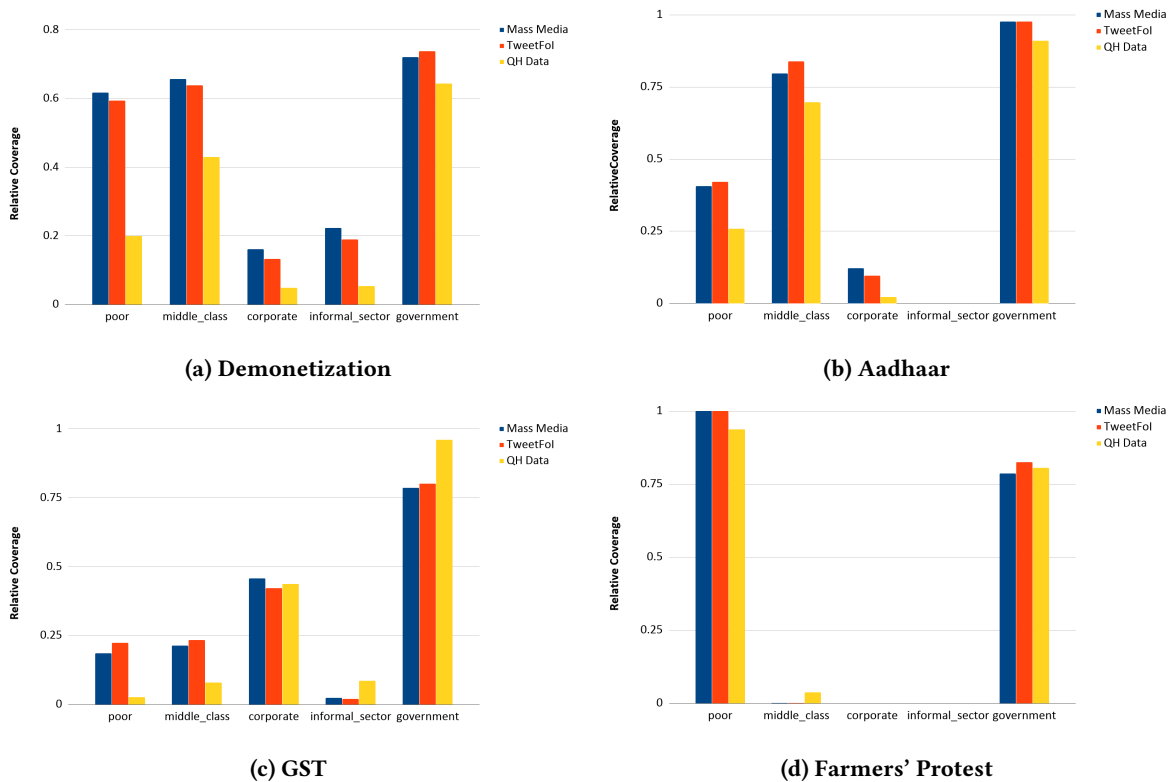 0.8
0.6
0.4
0.2
0
Relative Coverage
poor middle_class corporate informal_sector government
Mass Media
TweetFoI
QH Data
(a) Demonetization
1
0.75
0.5
0.25
0
RelativeCoverage
poor middle_class corporate informal_sector government
Mass Media
TweetFoI
QH Data
(b) Aadhaar
1
0.75
0.5
0.25
0
Relative Coverage
poor middle_class corporate informal_sector government
Mass Media
TweetFoI
QH Data
(c) GST
1
0.75
0.5
0.25
0
Relative Coverage
poor middle_class corporate informal_sector government
Mass Media
TweetFoI
QH Data
(d) Farmers’ Protest